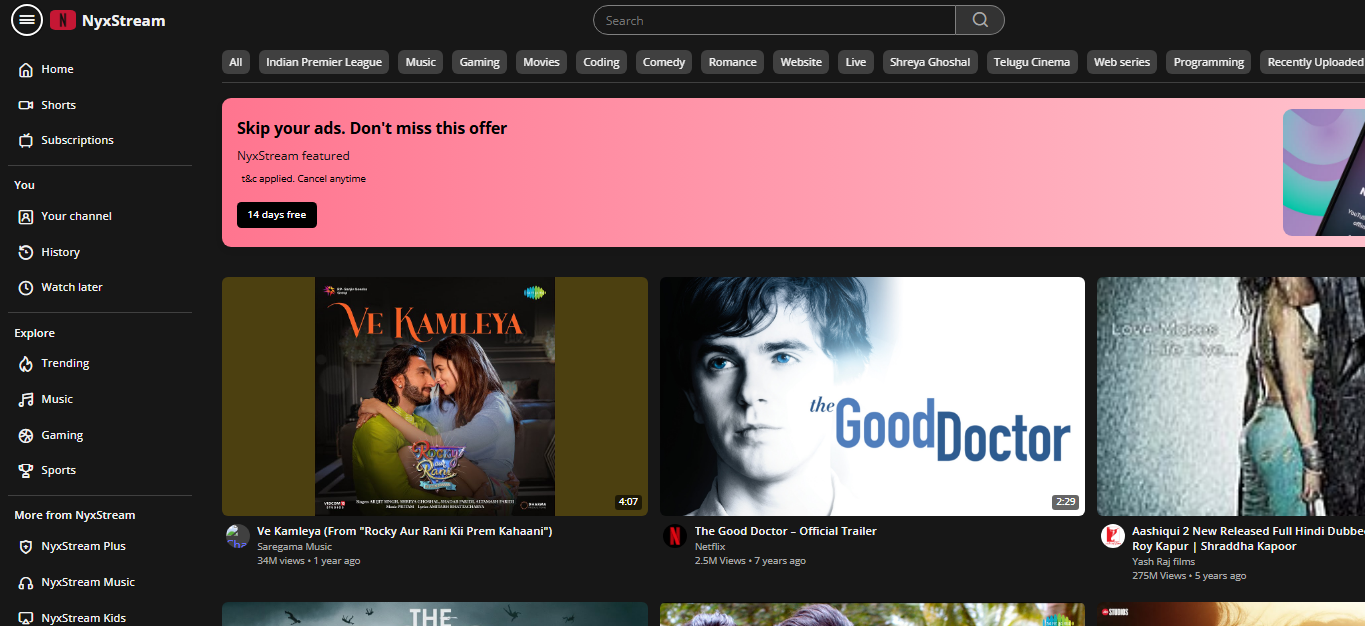 NyxStream
Search
Home
Shorts
Subscriptions
You
Your channel
History
Watch later
Explore
Trending
Music
Gaming
Sports
More from NyxStream
NyxStream Plus
NyxStream Music
NyxStream Kids
All
Indian Premier League
Music
Gaming
Movies
Coding
Comedy
Romance
Website
Live
Shreya Ghoshal
Telugu Cinema
Web series
Programming
Recently Uploaded
Skip your ads. Don't miss this offer
NyxStream featured
t&c applied. Cancel anytime
14 days free
VE KAMLEYA
ROCKY
RANI
4:07
Ve Kamleya (From "Rocky Aur Rani Kii Prem Kahaani")
Saregama Music
34M views • 1 year ago
the
Good Doctor
2:29
The Good Doctor – Official Trailer
Netflix
2.5M Views • 7 years ago
Love Makes
Life Live...
Aashiqui 2 New Released Full Hindi Dubbe
Roy Kapur | Shraddha Kapoor
Yash Raj films
275M Views • 5 years ago
THE
STUDIOS